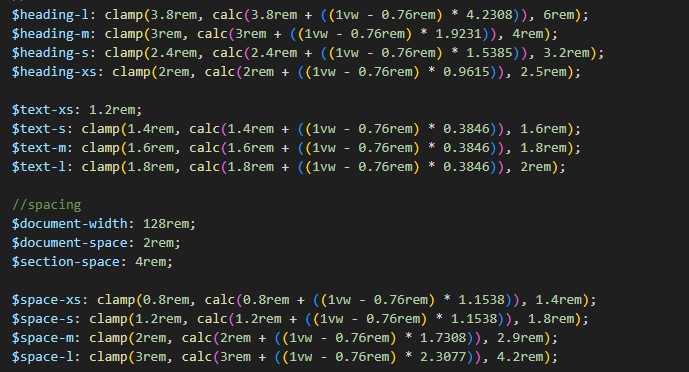 $heading-l: clamp(3.8rem, calc(3.8rem + ((1vw - 0.76rem) * 4.2308)), 6rem);
$heading-m: clamp(3rem, calc(3rem + ((1vw - 0.76rem) * 1.9231)), 4rem);
$heading-s: clamp(2.4rem, calc(2.4rem + ((1vw - 0.76rem) * 1.5385)), 3.2rem);
$heading-xs: clamp(2rem, calc(2rem + ((1vw - 0.76rem) * 0.9615)), 2.5rem);
$text-xs: 1.2rem;
$text-s: clamp(1.4rem, calc(1.4rem + ((1vw - 0.76rem) * 0.3846)), 1.6rem);
$text-m: clamp(1.6rem, calc(1.6rem + ((1vw - 0.76rem) * 0.3846)), 1.8rem);
$text-l: clamp(1.8rem, calc(1.8rem + ((1vw - 0.76rem) * 0.3846)), 2rem);
//spacing
$document-width: 128rem;
$document-space: 2rem;
$section-space: 4rem;
$space-xs: clamp(0.8rem, calc(0.8rem + ((1vw - 0.76rem) * 1.1538)), 1.4rem);
$space-s: clamp(1.2rem, calc(1.2rem + ((1vw - 0.76rem) * 1.1538)), 1.8rem);
$space-m: clamp(2rem, calc(2rem + ((1vw - 0.76rem) * 1.7308)), 2.9rem);
$space-l: clamp(3rem, calc(3rem + ((1vw - 0.76rem) * 2.3077)), 4.2rem);